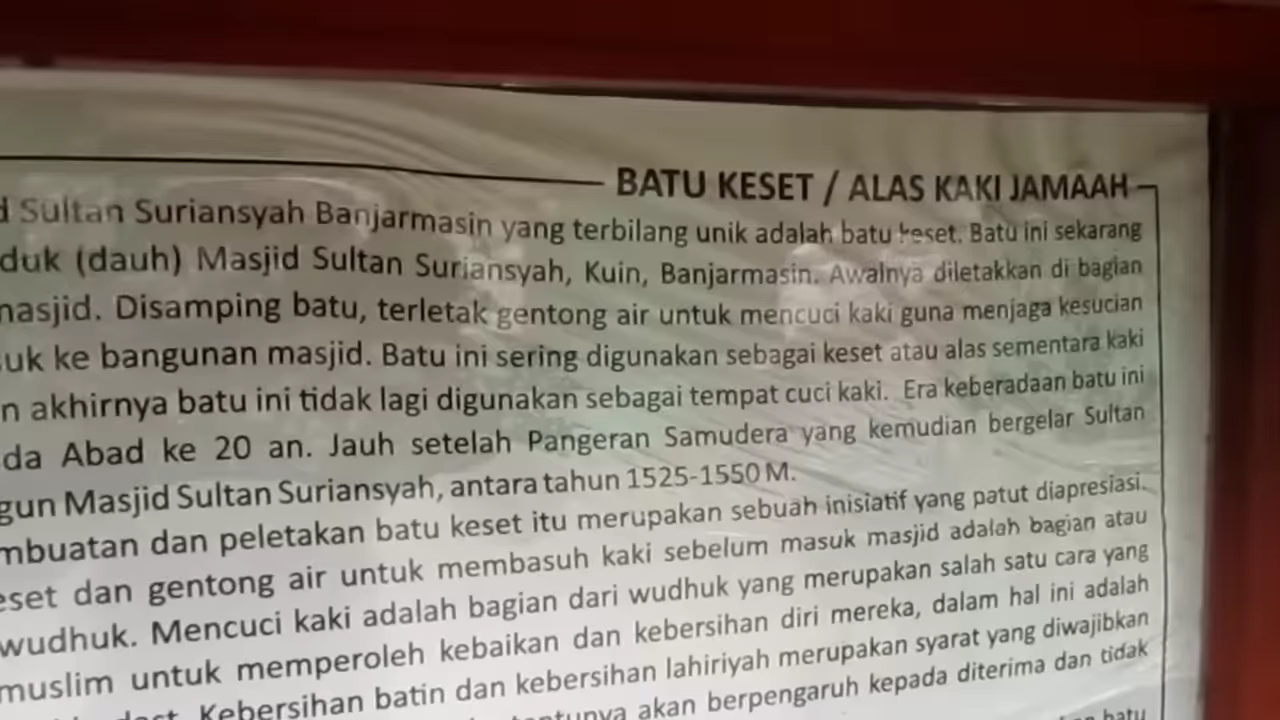 BATU KESET / ALAS KAKI JAMAAH
Sultan Suriansyah Banjarmasin yang terbilang unik adalah batu keset. Batu ini sekarang
duk (dauh) Masjid Sultan Suriansyah, Kuin, Banjarmasin. Awalnya diletakkan di bagian
masjid. Disamping batu, terletak gentong air untuk mencuci kaki guna menjaga kesucian
uk ke bangunan masjid. Batu ini sering digunakan sebagai keset atau alas sementara kaki
n akhirnya batu ini tidak lagi digunakan sebagai tempat cuci kaki. Era keberadaan batu ini
da Abad ke 20 an. Jauh setelah Pangeran Samudera yang kemudian bergelar Sultan
gun Masjid Sultan Suriansyah, antara tahun 1525-1550 M.
mbuatan dan peletakan batu keset itu merupakan sebuah inisiatif yang patut diapresiasi.
eset dan gentong air untuk membasuh kaki sebelum masuk masjid adalah bagian atau
wudhuk. Mencuci kaki adalah bagian dari wudhuk yang merupakan salah satu cara yang
muslim untuk memperoleh kebaikan dan kebersihan diri mereka, dalam hal ini adalah
Kebersihan batin dan kebersihan lahiriyah merupakan syarat yang diwajibkan
akan berpengaruh kepada diterima dan tidak
batu